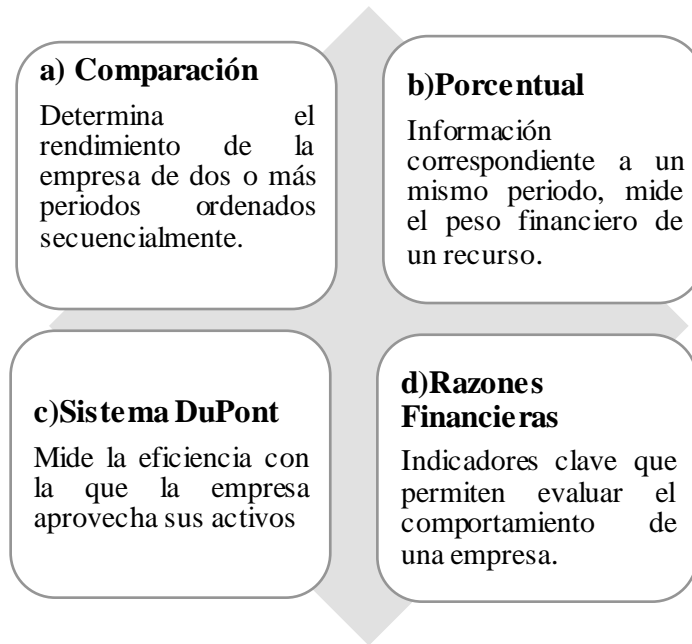 a) Comparación
Determina el
rendimiento de la
empresa de dos o más
periodos ordenados
secuencialmente.
b)Porcentual
Información
correspondiente a un
mismo periodo, mide
el peso financiero de
un recurso.
c)Sistema DuPont
Mide la eficiencia con
la que la empresa
aprovecha sus activos
d)Razones
Financieras
Indicadores clave que
permiten evaluar el
comportamiento de
una empresa.